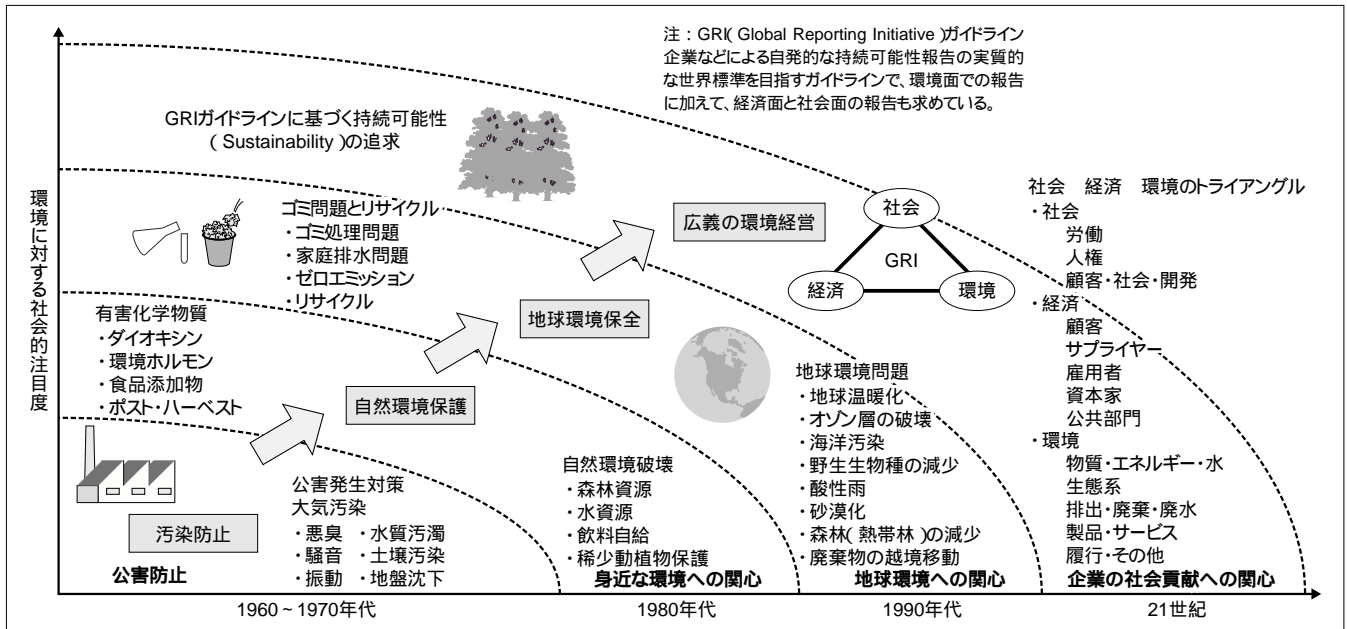 注：GRI( Global Reporting Initiative )ガイドライン
企業などによる自発的な持続可能性報告の実質的
な世界標準を目指すガイドラインで、環境面での報告
に加えて、経済面と社会面の報告も求めている。
GRIガイドラインに基づく持続可能性
( Sustainability )の追求
環境に対する社会的注目度
ゴミ問題とリサイクル
・ゴミ処理問題
・家庭排水問題
・ゼロエミッション
・リサイクル
有害化学物質
・ダイオキシン
・環境ホルモン
・食品添加物
・ポスト・ハーベスト
汚染防止
自然環境保護
地球環境保全
広義の環境経営
社会
GRI
経済
環境
公害発生対策
大気汚染
・悪臭 ・水質汚濁
・騒音 ・土壌汚染
・振動 ・地盤沈下
自然環境破壊
・森林資源
・水資源
・飲料自給
・稀少動植物保護
地球環境問題
・地球温暖化
・オゾン層の破壊
・海洋汚染
・野生生物種の減少
・酸性雨
・砂漠化
・森林( 熱帯林 )の減少
・廃棄物の越境移動
社会 経済 環境のトライアングル
・社会
労働
人権
顧客・社会・開発
・経済
顧客
サプライヤー
雇用者
資本家
公共部門
・環境
物質・エネルギー・水
生態系
排出・廃棄・廃水
製品・サービス
履行・その他
公害防止
身近な環境への関心
地球環境への関心
企業の社会貢献への関心
1960～1970年代
1980年代
1990年代
21世紀